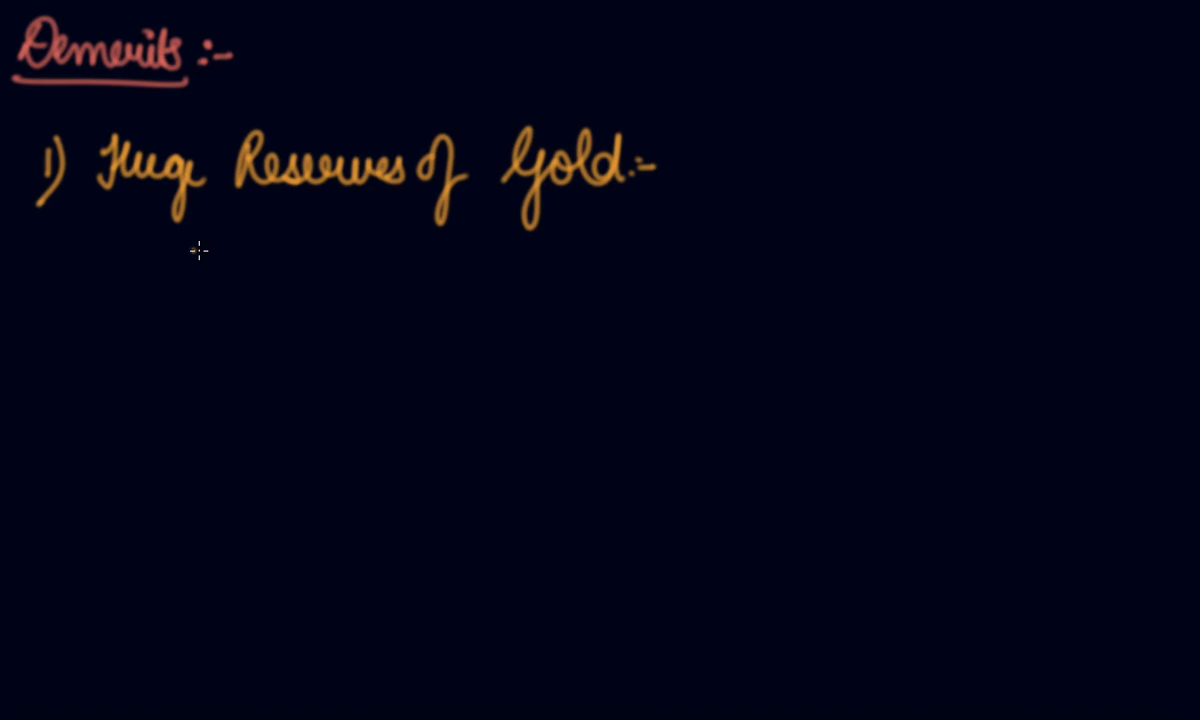 Demerits :-
1) Huge Reserves of Gold :-